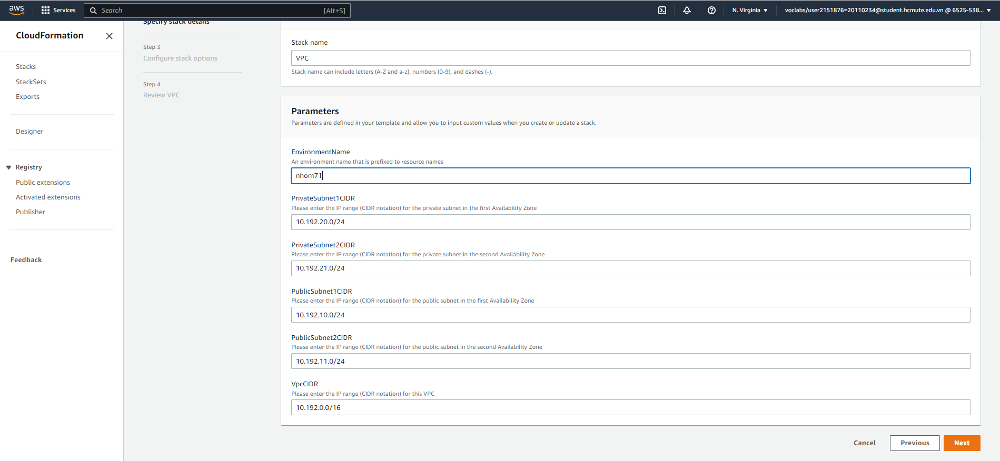 aws
Services
Search
[Alt+S]
N. Virginia
voclabs/user2151876=20110234@student.hcmute.edu.vn @ 6525-538...
CloudFormation
Stacks
StackSets
Exports
Designer
Registry
Public extensions
Activated extensions
Publisher
Feedback
Specify stack details
Step 3
Configure stack options
Step 4
Review VPC
Stack name
VPC
Stack name can include letters (A-Z and a-z), numbers (0-9), and dashes (-).
Parameters
Parameters are defined in your template and allow you to input custom values when you create or update a stack.
EnvironmentName
An environment name that is prefixed to resource names
nhom71
PrivateSubnet1CIDR
Please enter the IP range (CIDR notation) for the private subnet in the first Availability Zone
10.192.20.0/24
PrivateSubnet2CIDR
Please enter the IP range (CIDR notation) for the private subnet in the second Availability Zone
10.192.21.0/24
PublicSubnet1CIDR
Please enter the IP range (CIDR notation) for the public subnet in the first Availability Zone
10.192.10.0/24
PublicSubnet2CIDR
Please enter the IP range (CIDR notation) for the public subnet in the second Availability Zone
10.192.11.0/24
VpcCIDR
Please enter the IP range (CIDR notation) for this VPC
10.192.0.0/16
Cancel
Previous
Next